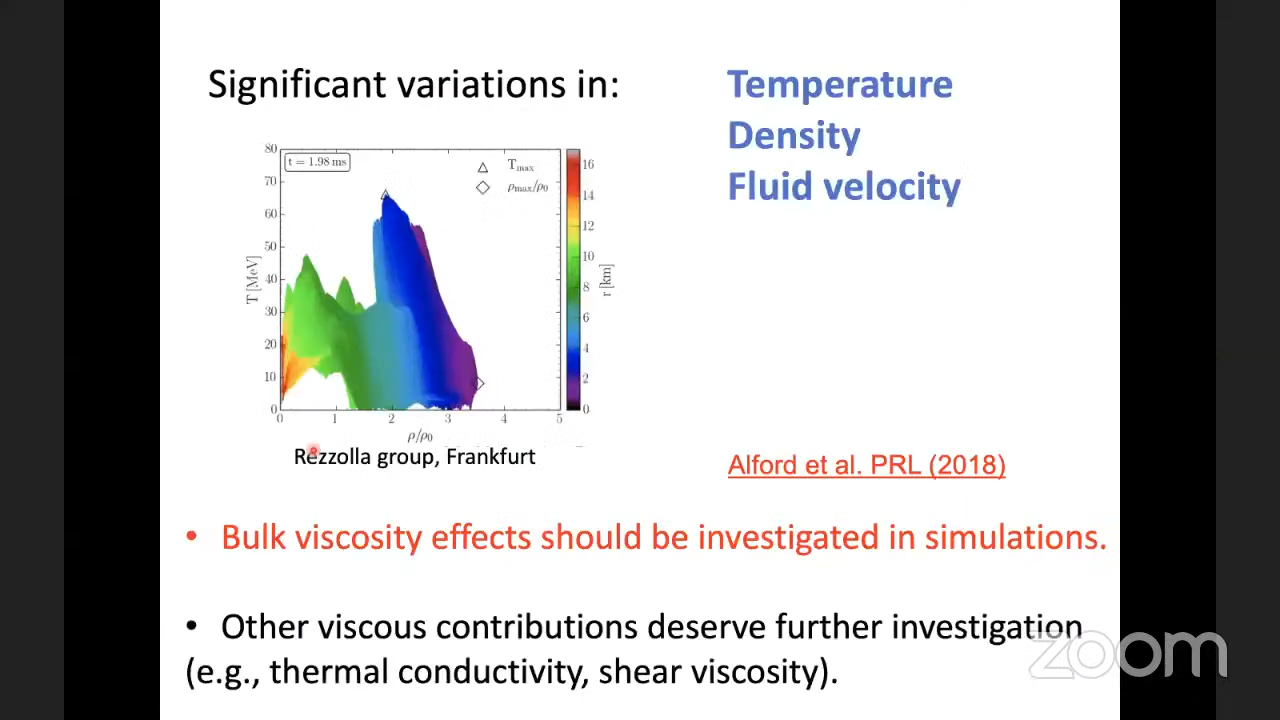 Significant variations in:
Temperature
Density
Fluid velocity
t = 1.98 ms
T_max
ρ_max/ρ_0
80
70
60
50
40
30
20
10
0
T [MeV]
0 1 2 3 4 5
ρ/ρ_0
16
14
12
10
8
6
4
2
0
r [km]
Rezzolla group, Frankfurt
Alford et al. PRL (2018)
• Bulk viscosity effects should be investigated in simulations.
• Other viscous contributions deserve further investigation
(e.g., thermal conductivity, shear viscosity).
zoom